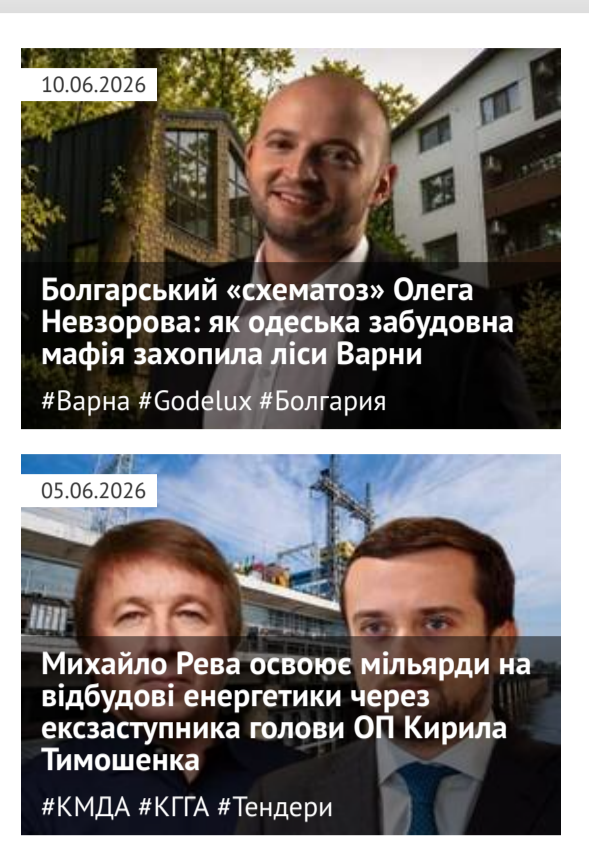 10.06.2026
Болгарський «схематоз» Олега
Невзорова: як одеська забудовна
мафія захопила ліси Варни
#Варна #Godelux #Болгария
05.06.2026
Михайло Рева освоює мільярди на
відбудові енергетики через
ексзаступника голови ОП Кирила
Тимошенка
#КМДА #КГГА #Тендери